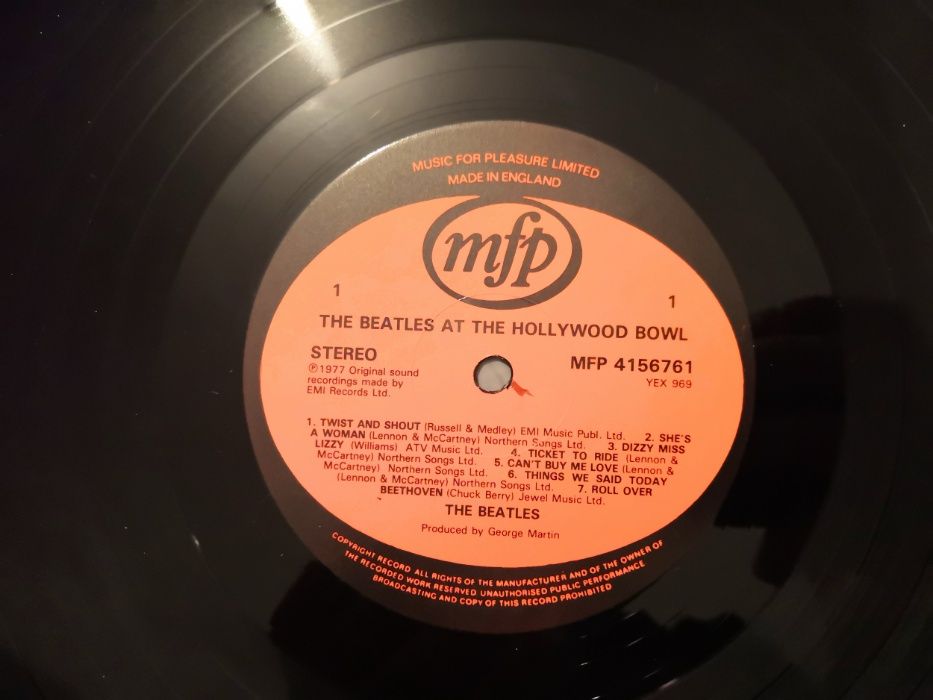 MUSIC FOR PLEASURE LIMITED
MADE IN ENGLAND
mfp
1 1
THE BEATLES AT THE HOLLYWOOD BOWL
STEREO MFP 4156761
℗1977 Original sound YEX 969
recordings made by
EMI Records Ltd.
1. TWIST AND SHOUT (Russell & Medley) EMI Music Publ. Ltd. 2. SHE'S
A WOMAN (Lennon & McCartney) Northern Songs Ltd. 3. DIZZY MISS
LIZZY (Williams) ATV Music Ltd. 4. TICKET TO RIDE (Lennon &
McCartney) Northern Songs Ltd. 5. CAN'T BUY ME LOVE (Lennon &
McCartney) Northern Songs Ltd. 6. THINGS WE SAID TODAY
(Lennon & McCartney) Northern Songs Ltd. 7. ROLL OVER
BEETHOVEN (Chuck Berry) Jewel Music Ltd.
THE BEATLES
Produced by George Martin
COPYRIGHT RECORD ALL RIGHTS OF THE MANUFACTURER AND OF THE OWNER OF
THE RECORDED WORK RESERVED UNAUTHORISED PUBLIC PERFORMANCE
BROADCASTING AND COPY OF THIS RECORD PROHIBITED